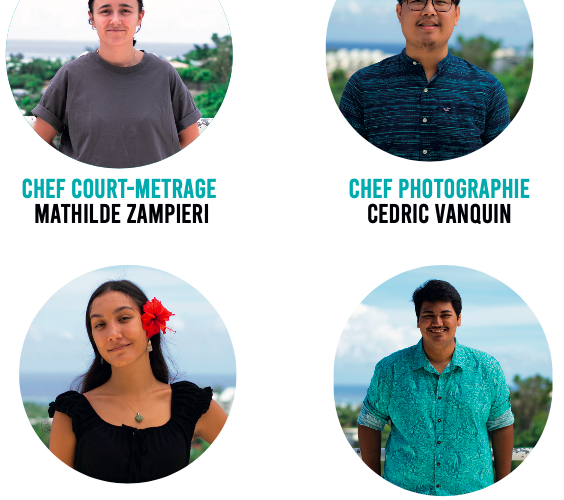 CHEF COURT-METRAGE
MATHILDE ZAMPIERI
CHEF PHOTOGRAPHIE
CEDRIC VANQUIN